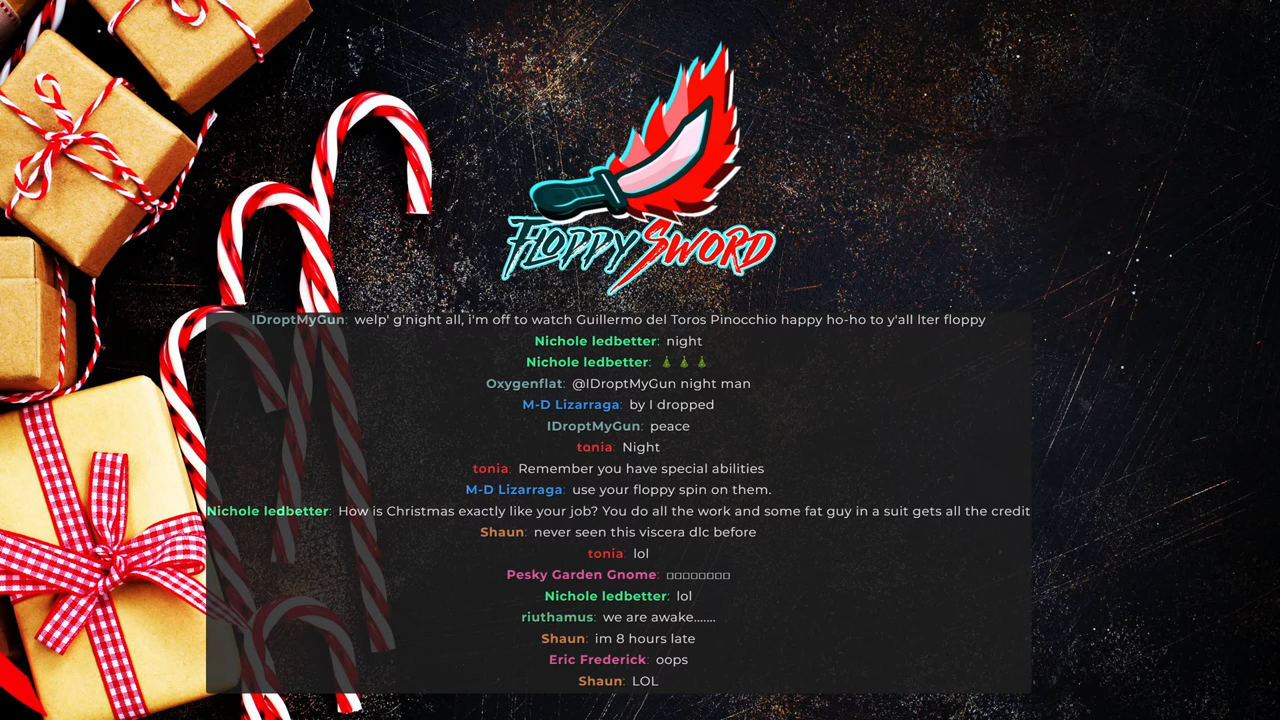 FLOPPY SWORD
IDroptMyGun: welp' g'night all, i'm off to watch Guillermo del Toros Pinocchio happy ho-ho to y'all lter floppy
Nichole ledbetter: night
Nichole ledbetter: 🎄 🎄 🎄
Oxygenflat: @IDroptMyGun night man
M-D Lizarraga: by I dropped
IDroptMyGun: peace
tonia: Night
tonia: Remember you have special abilities
M-D Lizarraga: use your floppy spin on them.
Nichole ledbetter: How is Christmas exactly like your job? You do all the work and some fat guy in a suit gets all the credit
Shaun: never seen this viscera dlc before
tonia: lol
Pesky Garden Gnome: □□□□□□□□
Nichole ledbetter: lol
riuthamus: we are awake.......
Shaun: im 8 hours late
Eric Frederick: oops
Shaun: LOL